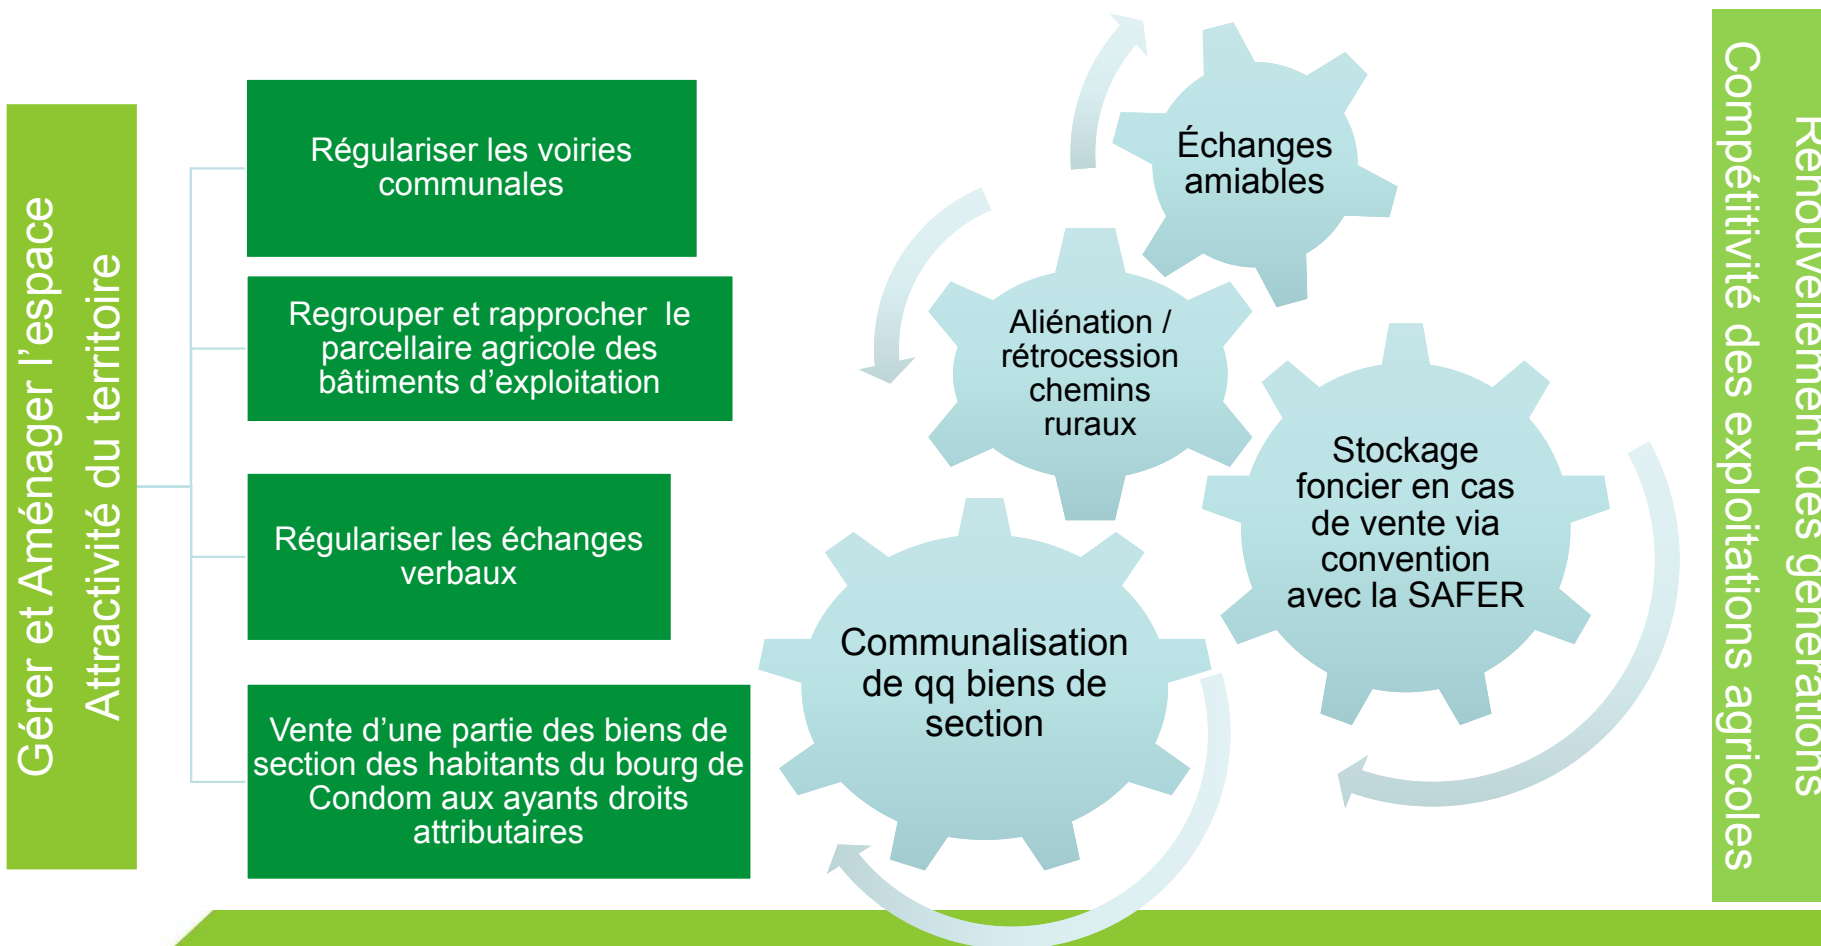 Gérer et Aménager l’espace
Attractivité du territoire
Régulariser les voiries
communales
Regrouper et rapprocher le
parcellaire agricole des
bâtiments d’exploitation
Régulariser les échanges
verbaux
Vente d’une partie des biens de
section des habitants du bourg de
Condom aux ayants droits
attributaires
Échanges
amiables
Aliénation /
rétrocession
chemins
ruraux
Stockage
foncier en cas
de vente via
convention
avec la SAFER
Communalisation
de qq biens de
section
Renouvellement des générations
Compétitivité des exploitations agricoles